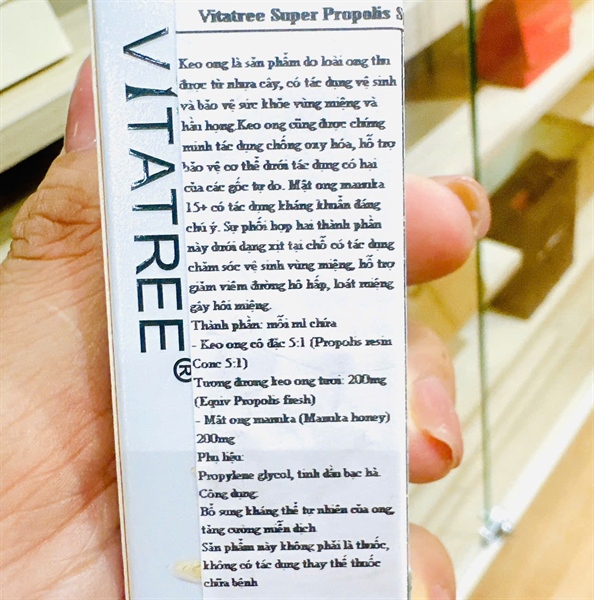 VITATREE®
Vitatree Super Propolis S
Keo ong là sản phẩm do loài ong thu
được từ nhựa cây, có tác dụng vệ sinh
và bảo vệ sức khỏe vùng miệng và
hầu họng.Keo ong cũng được chứng
minh tác dụng chống oxy hóa, hỗ trợ
bảo vệ cơ thể dưới tác dụng có hại
của các gốc tự do. Mật ong manuka
15+ có tác dụng kháng khuẩn đáng
chú ý. Sự phối hợp hai thành phần
này dưới dạng xịt tại chỗ có tác dụng
chăm sóc vệ sinh vùng miệng, hỗ trợ
giảm viêm đường hô hấp, loát miệng
gây hôi miệng.
Thành phần: mỗi ml chứa
- Keo ong cô đặc 5:1 (Propolis resin
Conc 5:1)
Tương đương keo ong tươi: 200mg
(Equiv Propolis fresh)
- Mật ong manuka (Manuka honey)
200mg
Phụ liệu:
Propylene glycol, tinh dầu bạc hà.
Công dụng:
Bổ sung kháng thể tự nhiên của ong,
tăng cường miễn dịch
Sản phẩm này không phải là thuốc,
không có tác dụng thay thế thuốc
chữa bệnh